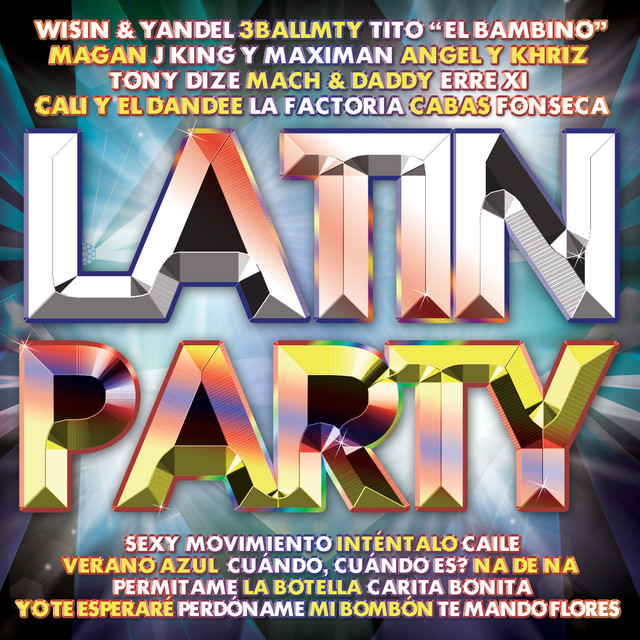 WISIN & YANDEL 3BALLMTY TITO "EL BAMBINO"
MAGAN J KING Y MAXIMAN ANGEL Y KHRIZ
TONY DIZE MACH & DADDY ERRE XI
CALI Y EL DANDEE LA FACTORIA CABAS FONSECA
LATIN
PARTY
SEXY MOVIMIENTO INTÉNTALO CAILE
VERANO AZUL CUÁNDO, CUÁNDO ES? NA DE NA
PERMITAME LA BOTELLA CARITA BONITA
YO TE ESPERARÉ PERDÓNAME MI BOMBÓN TE MANDO FLORES